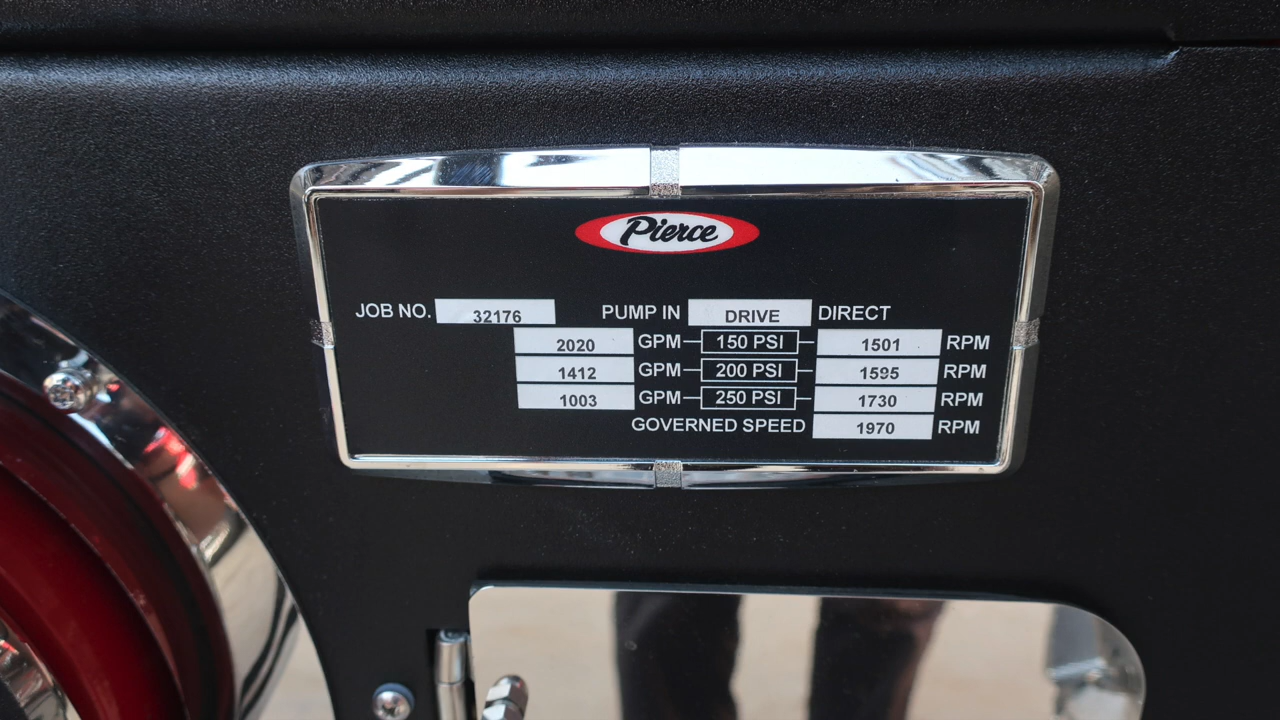 Pierce
JOB NO. 32176 PUMP IN DRIVE DIRECT
2020 GPM 150 PSI 1501 RPM
1412 GPM 200 PSI 1595 RPM
1003 GPM 250 PSI 1730 RPM
GOVERNED SPEED 1970 RPM